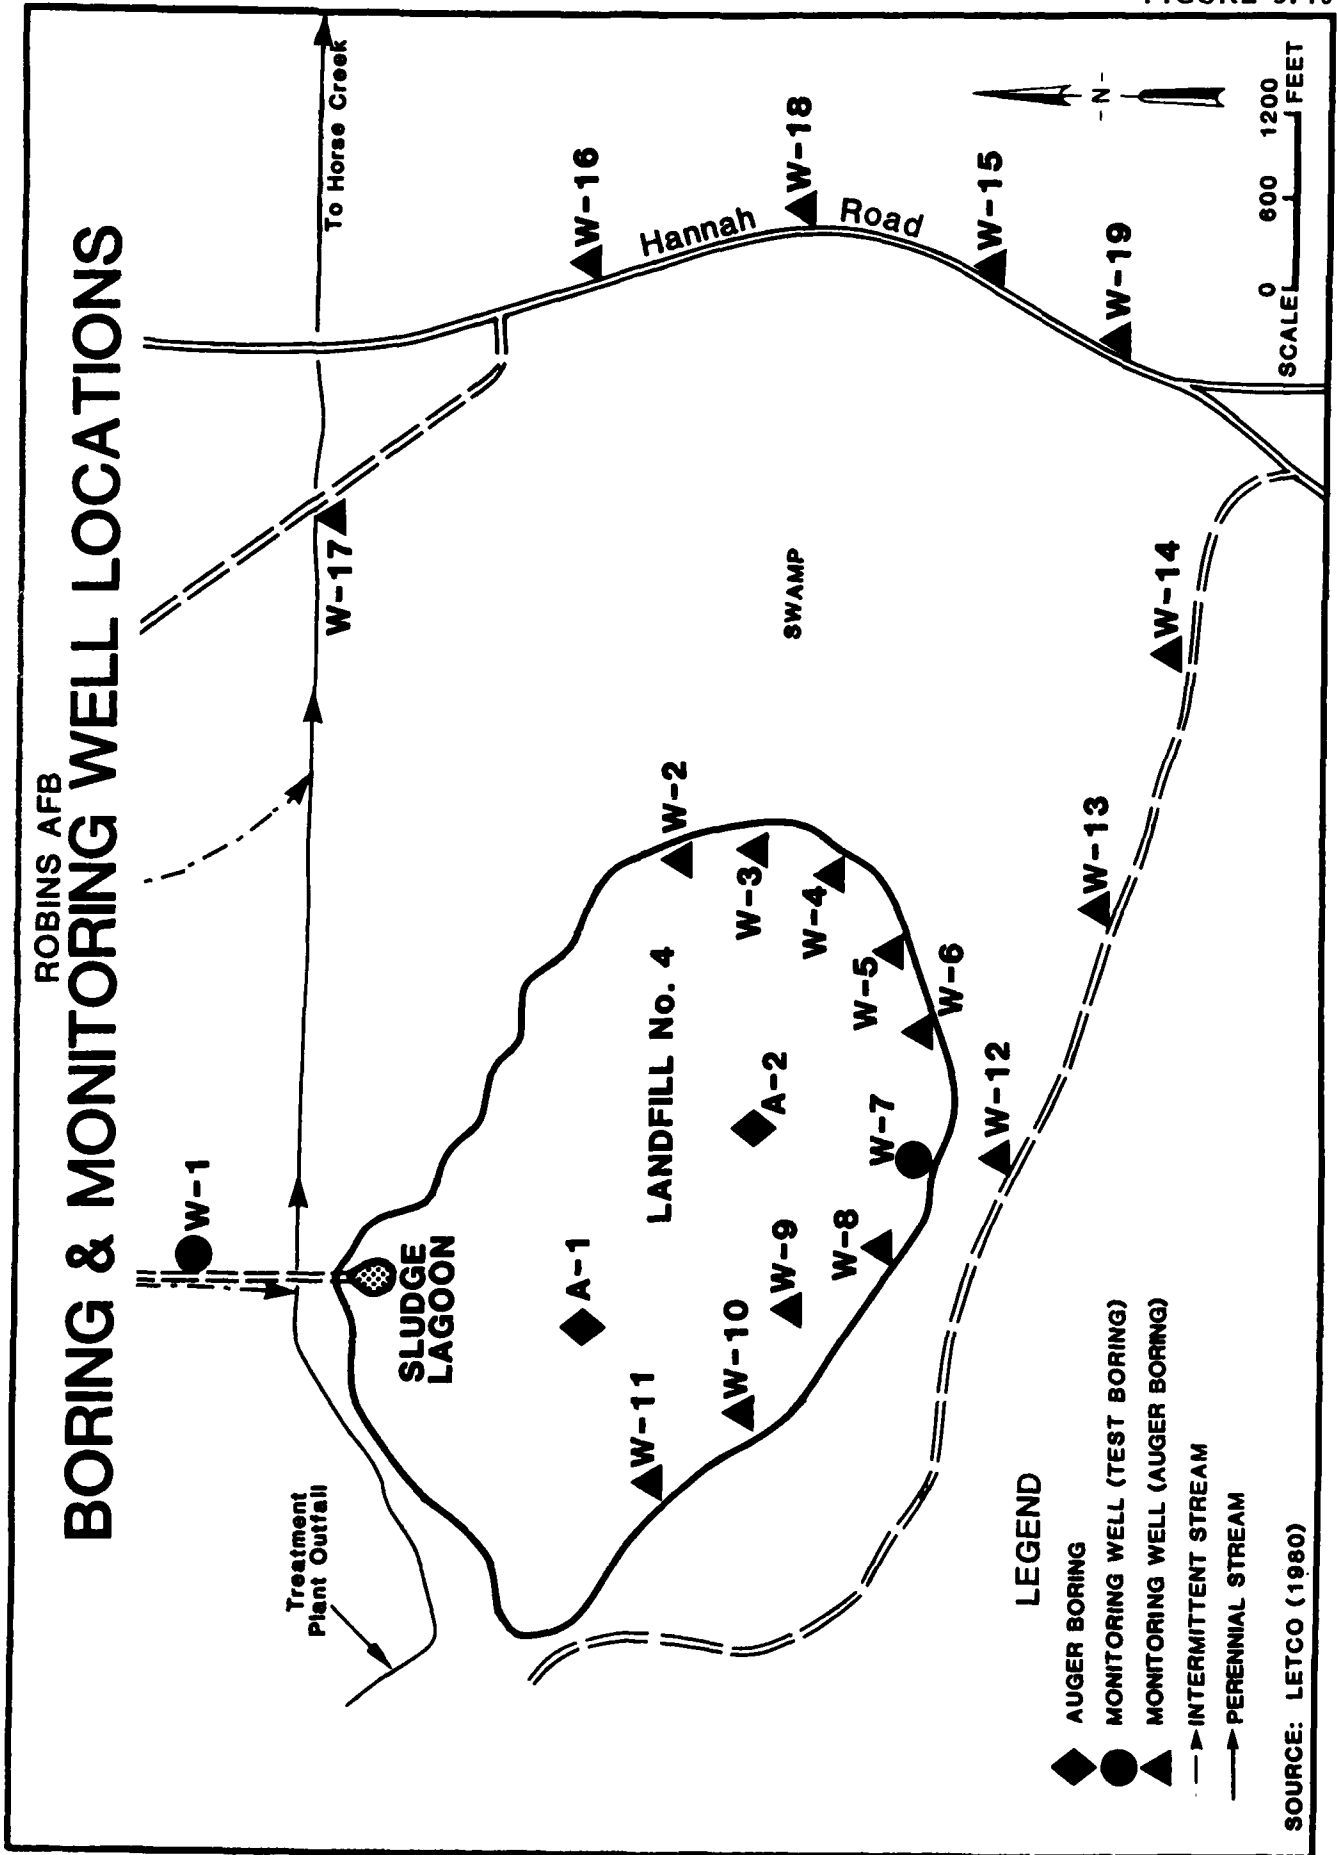 ROBINS AFB
BORING & MONITORING WELL LOCATIONS
Treatment
Plant Outfall
To Horse Creek
W-1
W-17
SLUDGE
LAGOON
A-1
W-16
Hannah Road
W-11
LANDFILL No. 4
W-2
W-10
W-9
A-2
W-3
SWAMP
W-18
W-8
W-7
W-5
W-4
W-6
W-12
W-15
W-13
W-19
W-14
-N-
LEGEND
AUGER BORING
MONITORING WELL (TEST BORING)
MONITORING WELL (AUGER BORING)
INTERMITTENT STREAM
PERENNIAL STREAM
0 600 1200
SCALE FEET
SOURCE: LETCO (1980)